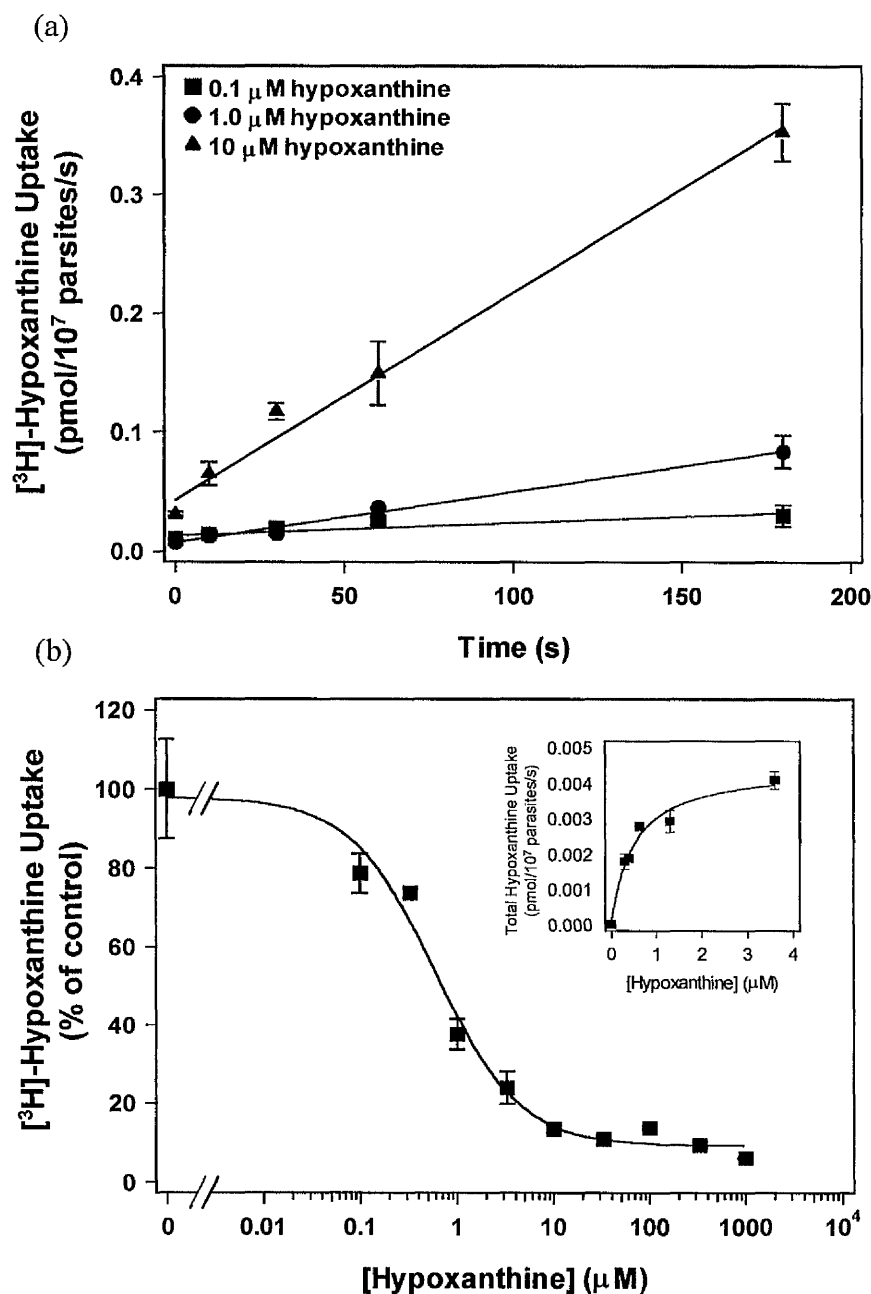 (a)
0.4
0.3
0.2
0.1
0.0
[³H]-Hypoxanthine Uptake
(pmol/10⁷ parsites/s)
■ 0.1 μM hypoxanthine
● 1.0 μM hypoxanthine
▲ 10 μM hypoxanthine
0 50 100 150 200
Time (s)
(b)
120
100
80
60
40
20
0
[³H]-Hypoxanthine Uptake
(% of control)
0.005
0.004
0.003
0.002
0.001
0.000
Total Hypoxanthine Uptake
(pmol/10⁷ parasites/s)
0 1 2 3 4
[Hypoxanthine] (μM)
0 0.01 0.1 1 10 100 1000 10⁴
[Hypoxanthine] (μM)